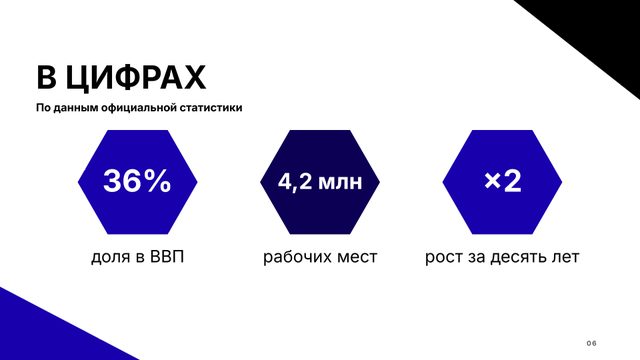 В ЦИФРАХ
По данным официальной статистики
36%
4,2 млн
×2
доля в ВВП
рабочих мест
рост за десять лет
06